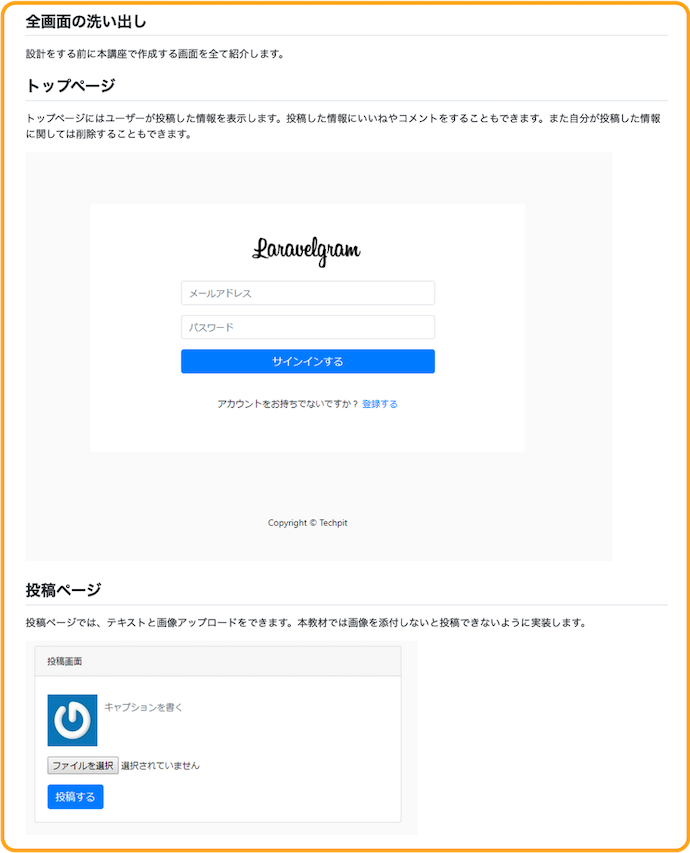 全画面の洗い出し
設計をする前に本講座で作成する画面を全て紹介します。
トップページ
トップページにはユーザーが投稿した情報を表示します。投稿した情報にいいねやコメントをすることもできます。また自分が投稿した情報
に関しては削除することもできます。
Laravelgram
メールアドレス
パスワード
サインインする
アカウントをお持ちでないですか？ 登録する
Copyright © Techpit
投稿ページ
投稿ページでは、テキストと画像アップロードをできます。本教材では画像を添付しないと投稿できないように実装します。
投稿画面
キャプションを書く
ファイルを選択 選択されていません
投稿する